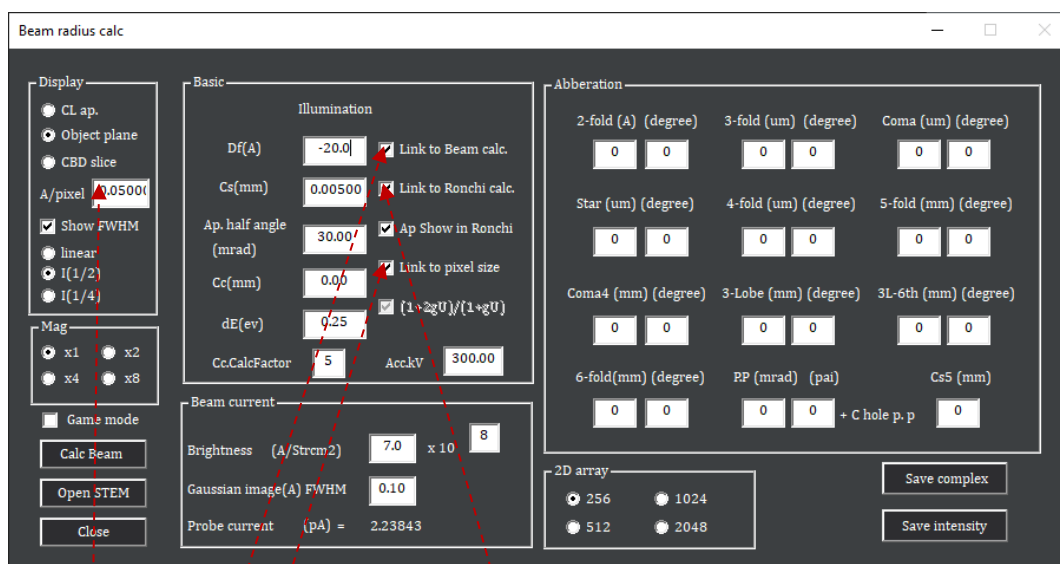 Beam radius calc
Display
CL ap.
Object plane
CBD slice
A/pixel 0.0500
Show FWHM
linear
I(1/2)
I(1/4)
Mag
x1 x2
x4 x8
Game mode
Calc Beam
Open STEM
Close
Basic
Illumination
Df(A) -20.0 Link to Beam calc.
Cs(mm) 0.00500 Link to Ronchi calc.
Ap. half angle
(mrad) 30.00 Ap Show in Ronchi
Link to pixel size
Cc(mm) 0.00
(1+2gU)/(1+gU)
dE(ev) 0.25
Cc.CalcFactor 5 Acc.kV 300.00
Beam current
Brightness (A/Strcm2) 7.0 x 10 8
Gaussian image(A) FWHM 0.10
Probe current (pA) = 2.23843
Abberation
2-fold (A) (degree) 3-fold (um) (degree) Coma (um) (degree)
0 0 0 0 0 0
Star (um) (degree) 4-fold (um) (degree) 5-fold (mm) (degree)
0 0 0 0 0 0
Coma4 (mm) (degree) 3-Lobe (mm) (degree) 3L-6th (mm) (degree)
0 0 0 0 0 0
6-fold(mm) (degree) P.P (mrad) (pai) Cs5 (mm)
0 0 0 0 + C hole p. p 0
2D array
256 1024
512 2048
Save complex
Save intensity